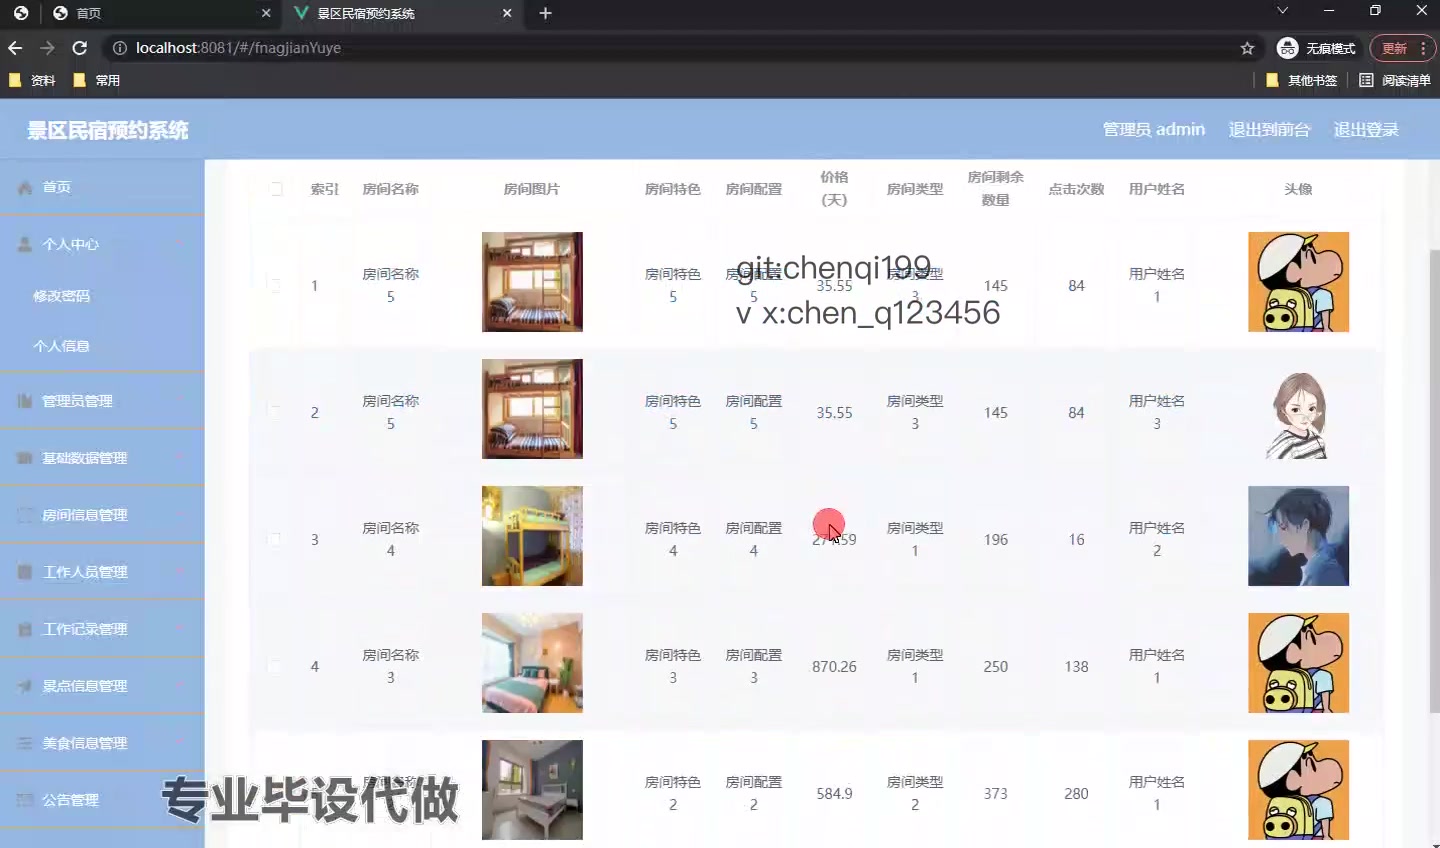 首页
景区民宿预约系统
localhost:8081/#/fnagjianYuye
无痕模式
更新
资料
常用
其他书签
阅读清单
景区民宿预约系统
管理员 admin
退出到前台
退出登录
首页
个人中心
修改密码
个人信息
管理员管理
基础数据管理
房间信息管理
工作人员管理
工作记录管理
景点信息管理
美食信息管理
公告管理
索引 房间名称 房间图片 房间特色 房间配置 价格(天) 房间类型 房间剩余数量 点击次数 用户姓名 头像
1 房间名称5 房间特色5 房间配置5 35.55 房间类型3 145 84 用户姓名1
git:chenqi199
v x:chen_q123456
2 房间名称5 房间特色5 房间配置5 35.55 房间类型3 145 84 用户姓名3
3 房间名称4 房间特色4 房间配置4 房间类型1 196 16 用户姓名2
4 房间名称3 房间特色3 房间配置3 870.26 房间类型1 250 138 用户姓名1
房间特色2 房间配置2 584.9 房间类型2 373 280 用户姓名1
专业毕设代做